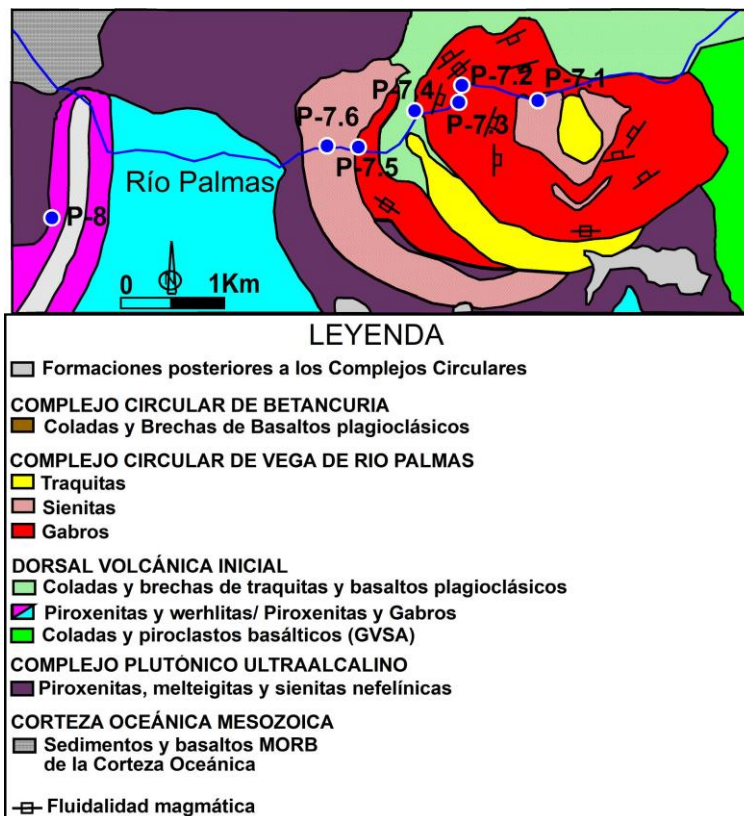 P-7.4
P-7.2
P-7.1
P-7.6
P-7.3
P-7.5
Río Palmas
P-8
N
0 1Km
LEYENDA
Formaciones posteriores a los Complejos Circulares
COMPLEJO CIRCULAR DE BETANCURIA
Coladas y Brechas de Basaltos plagioclásicos
COMPLEJO CIRCULAR DE VEGA DE RIO PALMAS
Traquitas
Sienitas
Gabros
DORSAL VOLCÁNICA INICIAL
Coladas y brechas de traquitas y basaltos plagioclásicos
Piroxenitas y werhlitas/ Piroxenitas y Gabros
Coladas y piroclastos basálticos (GVSA)
COMPLEJO PLUTÓNICO ULTRAALCALINO
Piroxenitas, melteigitas y sienitas nefelínicas
CORTEZA OCEÁNICA MESOZOICA
Sedimentos y basaltos MORB
de la Corteza Oceánica
Fluidalidad magmática